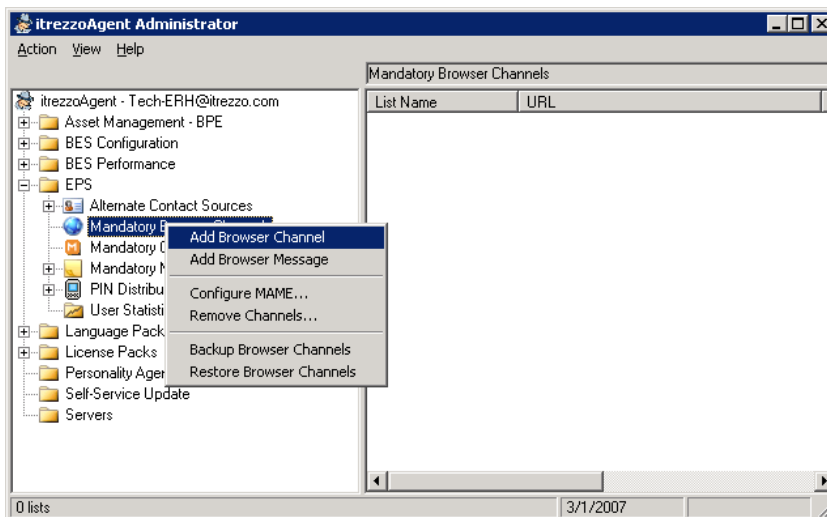 itrezzoAgent Administrator
Action View Help
Mandatory Browser Channels
List Name URL
itrezzoAgent - Tech-ERH@itrezzo.com
Asset Management - BPE
BES Configuration
BES Performance
EPS
Alternate Contact Sources
Mandatory
Mandatory
Mandatory
PIN
User
Language Pack
License Packs
Personality
Self-Service Update
Servers
Add Browser Channel
Add Browser Message
Configure MAME...
Remove Channels...
Backup Browser Channels
Restore Browser Channels
0 lists 3/1/2007